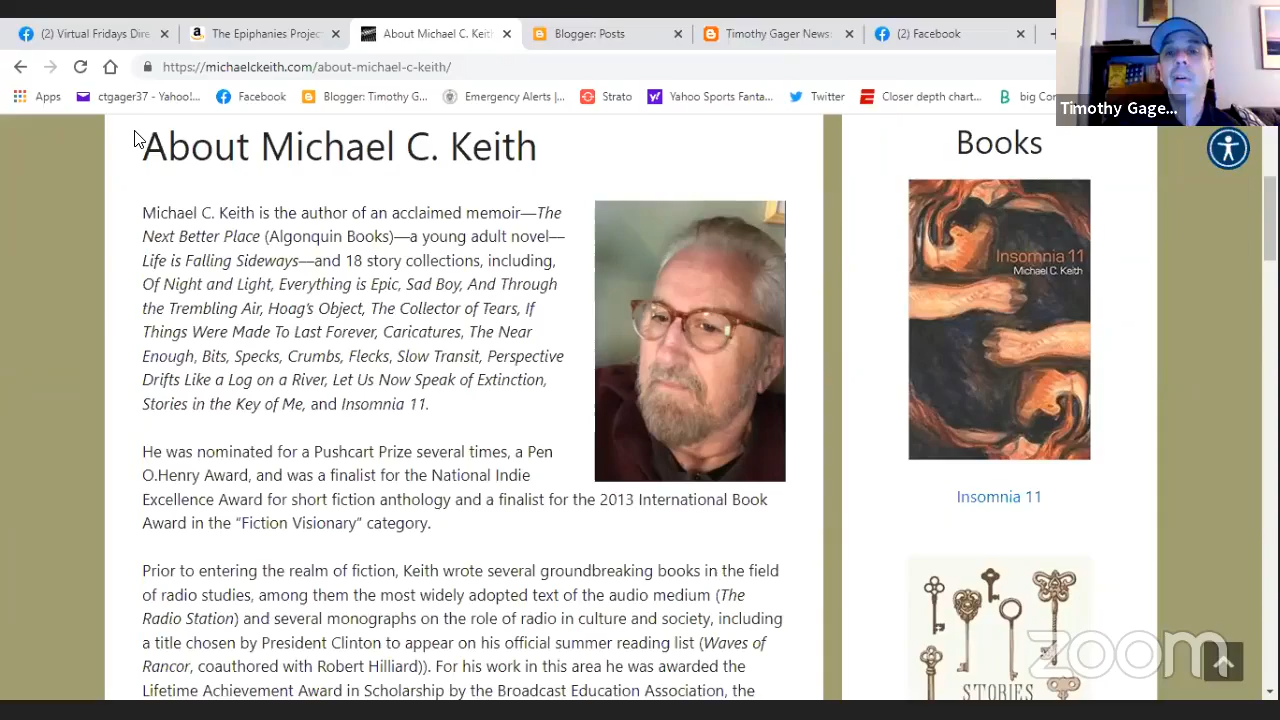 (2) Virtual Fridays Dire
The Epiphanies Project
About Michael C. Keith
Blogger: Posts
Timothy Gager News:
(2) Facebook
https://michaelckeith.com/about-michael-c-keith/
Apps
ctgager37 - Yahoo!...
Facebook
Blogger: Timothy G...
Emergency Alerts |...
Strato
Yahoo Sports Fanta...
Twitter
Closer depth chart...
big Co
Timothy Gage...
About Michael C. Keith
Michael C. Keith is the author of an acclaimed memoir—The
Next Better Place (Algonquin Books)—a young adult novel—
Life is Falling Sideways—and 18 story collections, including,
Of Night and Light, Everything is Epic, Sad Boy, And Through
the Trembling Air, Hoag's Object, The Collector of Tears, If
Things Were Made To Last Forever, Caricatures, The Near
Enough, Bits, Specks, Crumbs, Flecks, Slow Transit, Perspective
Drifts Like a Log on a River, Let Us Now Speak of Extinction,
Stories in the Key of Me, and Insomnia 11.
He was nominated for a Pushcart Prize several times, a Pen
O.Henry Award, and was a finalist for the National Indie
Excellence Award for short fiction anthology and a finalist for the 2013 International Book
Award in the “Fiction Visionary” category.
Prior to entering the realm of fiction, Keith wrote several groundbreaking books in the field
of radio studies, among them the most widely adopted text of the audio medium (The
Radio Station) and several monographs on the role of radio in culture and society, including
a title chosen by President Clinton to appear on his official summer reading list (Waves of
Rancor, coauthored with Robert Hilliard)). For his work in this area he was awarded the
Lifetime Achievement Award in Scholarship by the Broadcast Education Association, the
Books
Insomnia 11
Michael C. Keith
Insomnia 11
STORIES
zoom